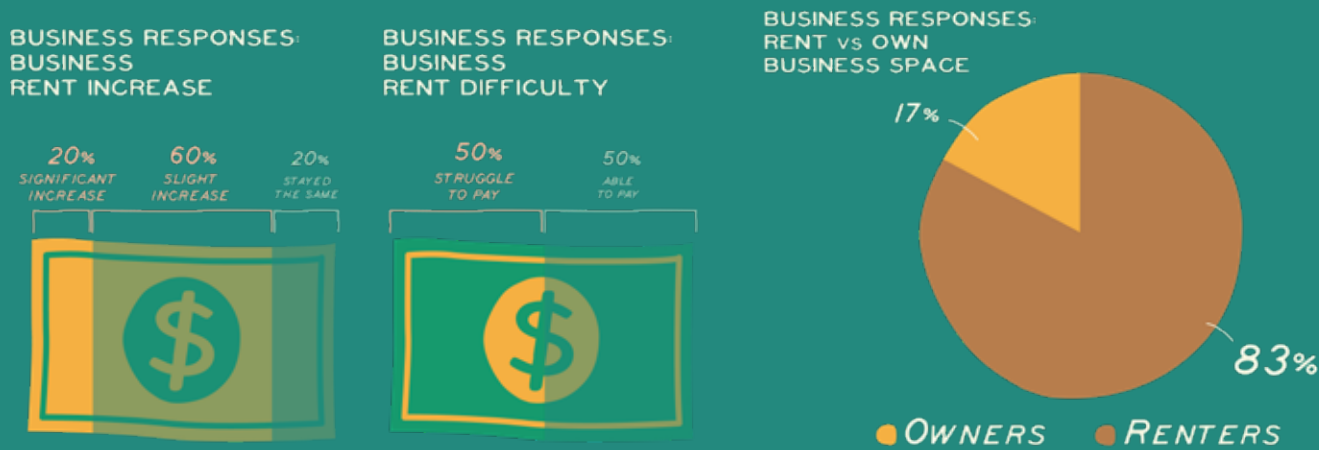 BUSINESS RESPONSES:
BUSINESS
RENT INCREASE
20%
SIGNIFICANT
INCREASE
60%
SLIGHT
INCREASE
20%
STAYED
THE SAME
$
BUSINESS RESPONSES:
BUSINESS
RENT DIFFICULTY
50%
STRUGGLE
TO PAY
50%
ABLE
TO PAY
$
BUSINESS RESPONSES:
RENT VS OWN
BUSINESS SPACE
17%
83%
OWNERS
RENTERS